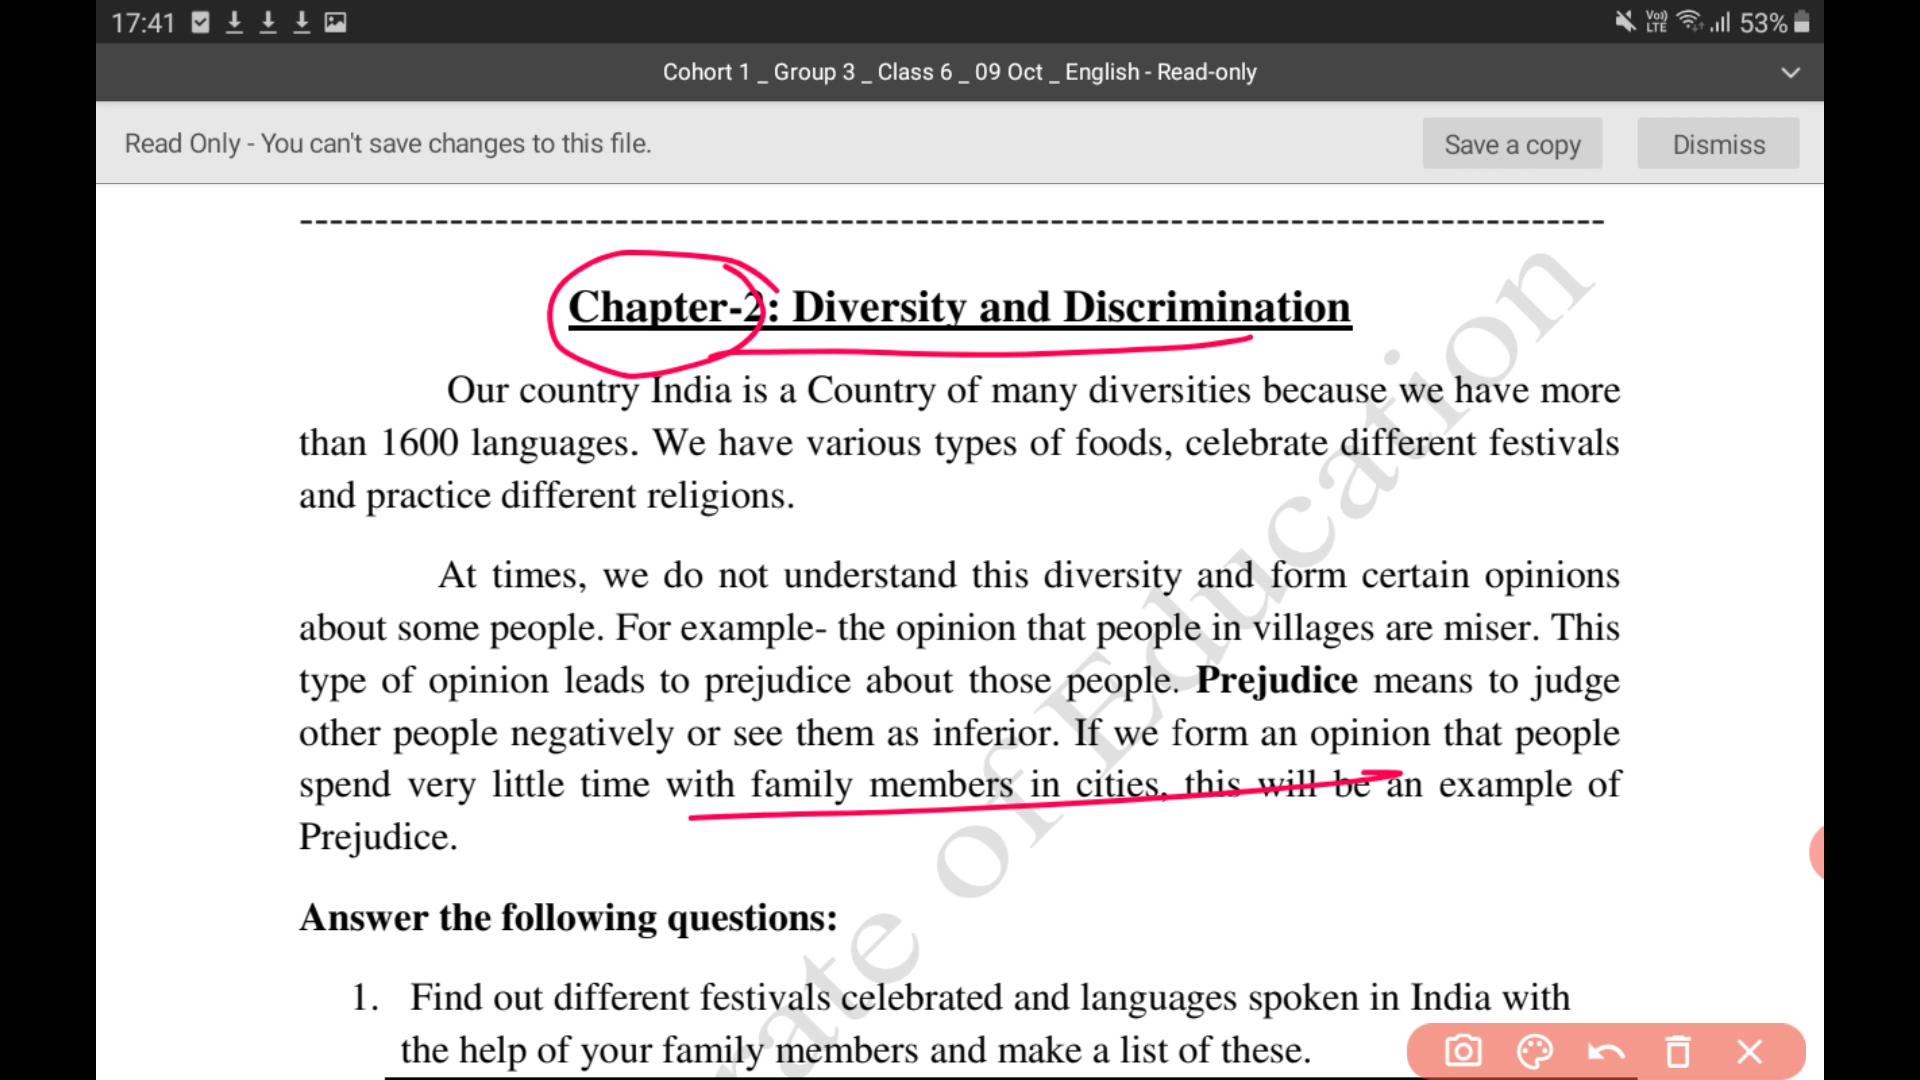 17:41
Vo)) LTE 53%
Cohort 1 _ Group 3 _ Class 6 _ 09 Oct _ English - Read-only
Read Only - You can't save changes to this file.
Save a copy
Dismiss
Chapter-2: Diversity and Discrimination
Our country India is a Country of many diversities because we have more
than 1600 languages. We have various types of foods, celebrate different festivals
and practice different religions.
At times, we do not understand this diversity and form certain opinions
about some people. For example- the opinion that people in villages are miser. This
type of opinion leads to prejudice about those people. Prejudice means to judge
other people negatively or see them as inferior. If we form an opinion that people
spend very little time with family members in cities, this will be an example of
Prejudice.
Answer the following questions:
1. Find out different festivals celebrated and languages spoken in India with
the help of your family members and make a list of these.
rate of Education